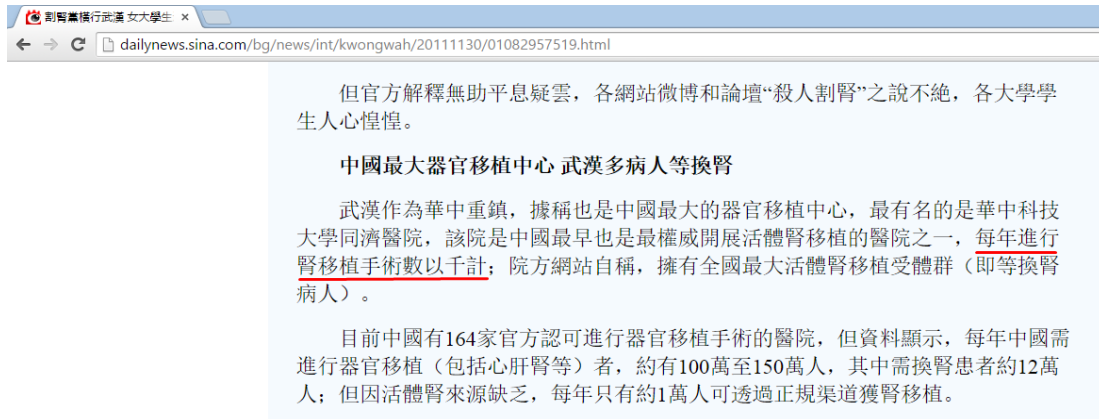 割腎黨橫行武漢 女大學生
dailynews.sina.com/bg/news/int/kwongwah/20111130/01082957519.html
但官方解釋無助平息疑雲，各網站微博和論壇“殺人割腎”之說不絶，各大學學
生人心惶惶。
中國最大器官移植中心 武漢多病人等換腎
武漢作為華中重鎮，據稱也是中國最大的器官移植中心，最有名的是華中科技
大學同濟醫院，該院是中國最早也是最權威開展活體腎移植的醫院之一，每年進行
腎移植手術數以千計；院方網站自稱，擁有全國最大活體腎移植受體群（即等換腎
病人）。
目前中國有164家官方認可進行器官移植手術的醫院，但資料顯示，每年中國需
進行器官移植（包括心肝腎等）者，約有100萬至150萬人，其中需換腎患者約12萬
人；但因活體腎來源缺乏，每年只有約1萬人可透過正規渠道獲腎移植。